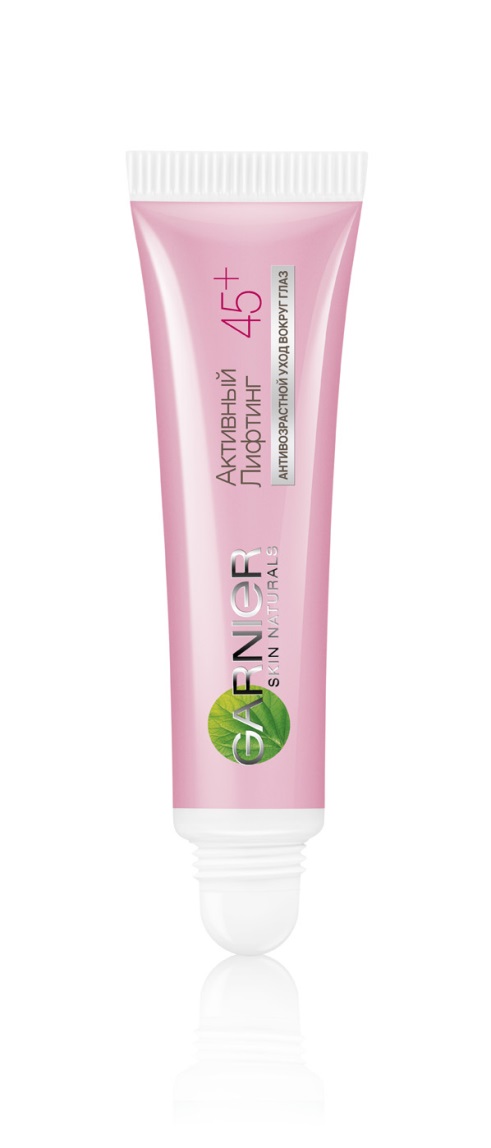 GARNIER
SKIN NATURALS
Активный
Лифтинг
45+
АНТИВОЗРАСТНОЙ УХОД ВОКРУГ ГЛАЗ